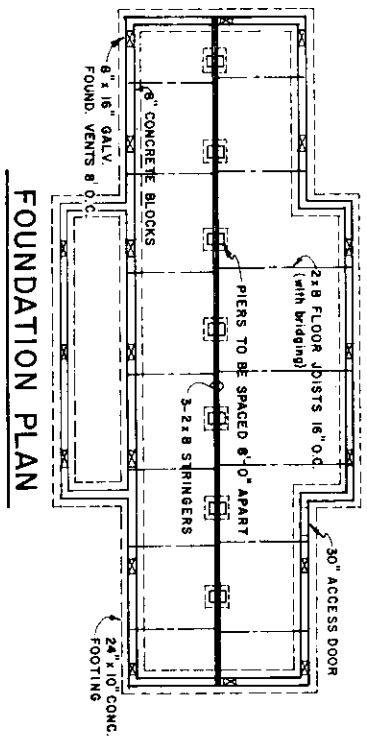 2x8 FLOOR JOISTS 16" O.C.
(with bridging)
30" ACCESS DOOR
PIERS TO BE SPACED 6'-0" APART
3-2x8 STRINGERS
8" CONCRETE BLOCKS
8" x 16" GALV.
FOUND. VENTS 8' O.C.
24"x10" CONC.
FOOTING
FOUNDATION PLAN